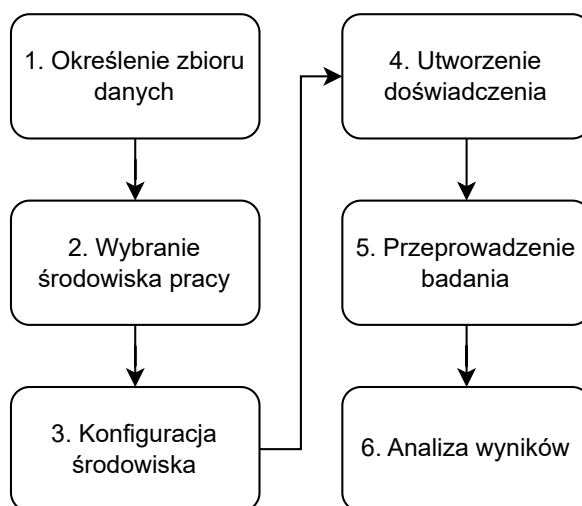 1. Określenie zbioru
danych
2. Wybranie
środowiska pracy
3. Konfiguracja
środowiska
4. Utworzenie
doświadczenia
5. Przeprowadzenie
badania
6. Analiza wyników